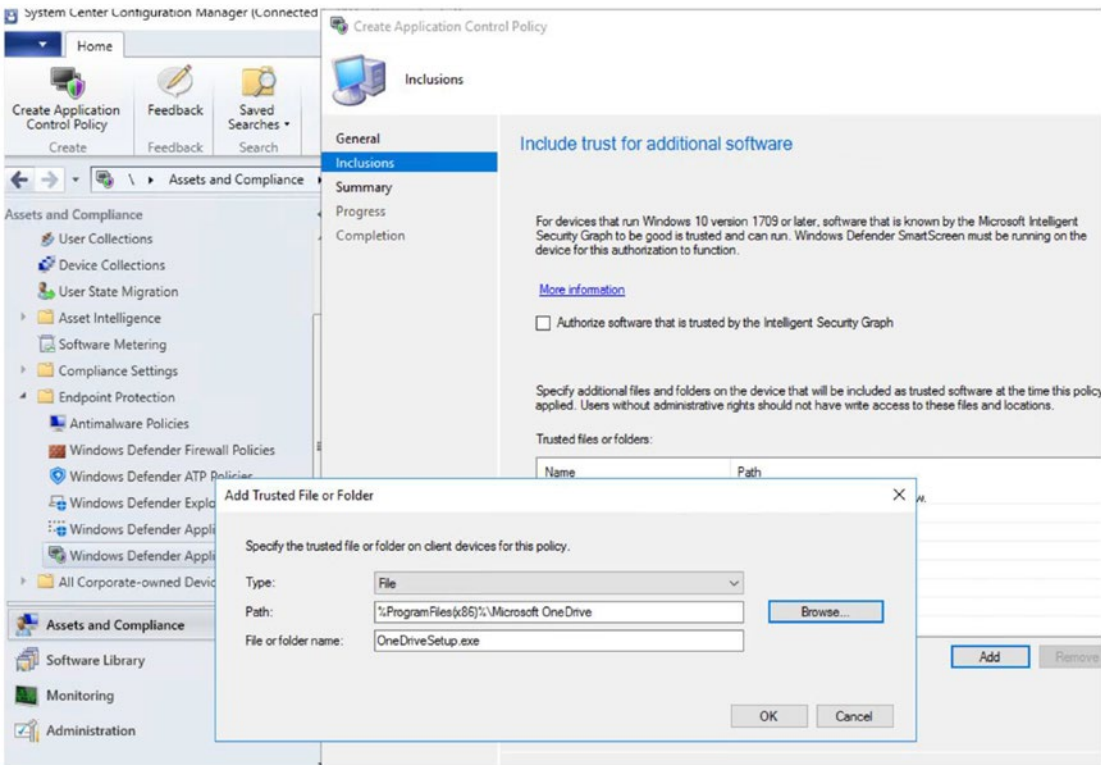 System Center Configuration Manager (Connected
Home
Create Application
Control Policy
Feedback
Saved
Searches
Create
Feedback
Search
\ Assets and Compliance
Assets and Compliance
User Collections
Device Collections
User State Migration
Asset Intelligence
Software Metering
Compliance Settings
Endpoint Protection
Antimalware Policies
Windows Defender Firewall Policies
Windows Defender ATP Policies
Windows Defender Explo
Windows Defender Appli
Windows Defender Appli
All Corporate-owned Devic
Assets and Compliance
Software Library
Monitoring
Administration
Create Application Control Policy
Inclusions
General
Inclusions
Summary
Progress
Completion
Include trust for additional software
For devices that run Windows 10 version 1709 or later, software that is known by the Microsoft Intelligent
Security Graph to be good is trusted and can run. Windows Defender SmartScreen must be running on the
device for this authorization to function.
More information
Authorize software that is trusted by the Intelligent Security Graph
Specify additional files and folders on the device that will be included as trusted software at the time this policy
applied. Users without administrative rights should not have write access to these files and locations.
Trusted files or folders:
Name Path
w.
Add Remove
Add Trusted File or Folder
Specify the trusted file or folder on client devices for this policy.
Type: File
Path: %ProgramFiles(x86)%\Microsoft OneDrive Browse...
File or folder name: OneDriveSetup.exe
OK Cancel